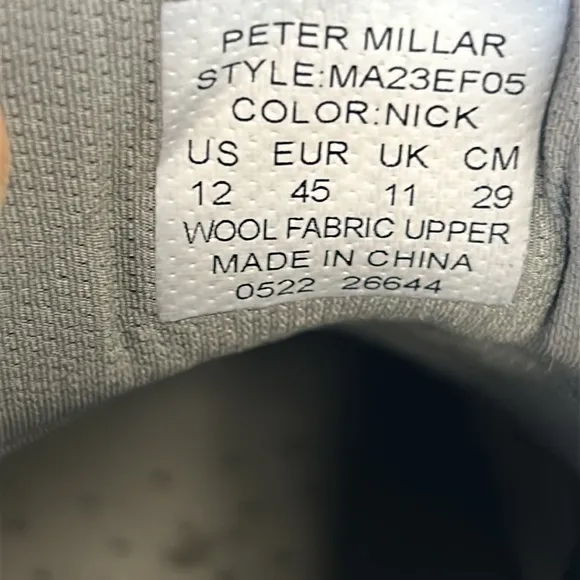 PETER MILLAR
STYLE:MA23EF05
COLOR:NICK
US EUR UK CM
12 45 11 29
WOOL FABRIC UPPER
MADE IN CHINA
0522 26644